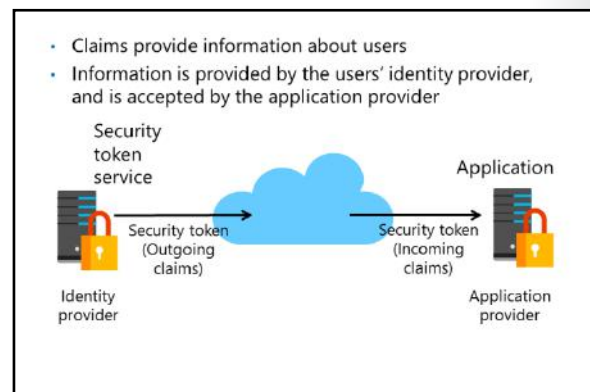 • Claims provide information about users
• Information is provided by the users' identity provider,
and is accepted by the application provider
Security
token
service
Application
Security token
(Outgoing
claims)
Security token
(Incoming
claims)
Identity
provider
Application
provider